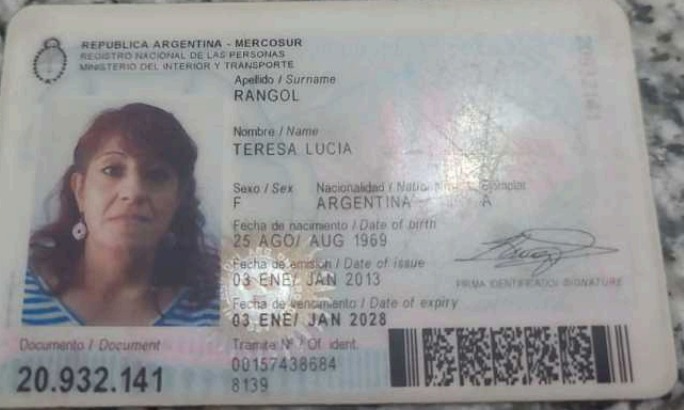 REPUBLICA ARGENTINA - MERCOSUR
REGISTRO NACIONAL DE LAS PERSONAS
MINISTERIO DEL INTERIOR Y TRANSPORTE
Apellido / Surname
RANGOL
Nombre / Name
TERESA LUCIA
Sexo / Sex Nacionalidad / Ejemplar
F ARGENTINA A
Fecha de nacimiento / Date of birth
25 AGO/ AUG 1969
Fecha de emisión / Date of issue
03 ENE/ JAN 2013
Fecha de vencimiento / Date of expiry
03 ENE/ JAN 2028
FIRMA IDENTIFICADO/ SIGNATURE
Documento / Document
20.932.141
Tramite Nº / Of. ident.
00157438684
8139